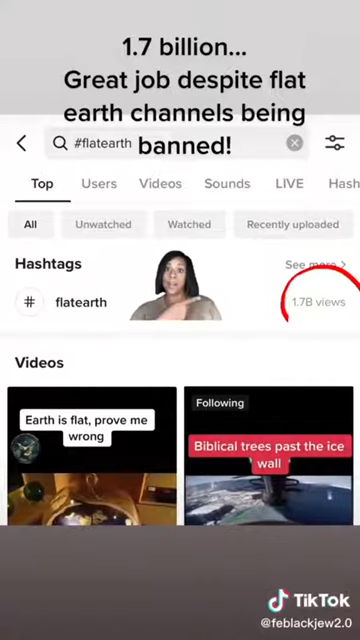 1.7 billion...
Great job despite flat
earth channels being
banned!
#flatearth
Top Users Videos Sounds LIVE Hash
All Unwatched Watched Recently uploaded
Hashtags See more >
# flatearth 1.7B views
Videos
Earth is flat, prove me
wrong
Following
Biblical trees past the ice
wall
TikTok
@feblackjew2.0